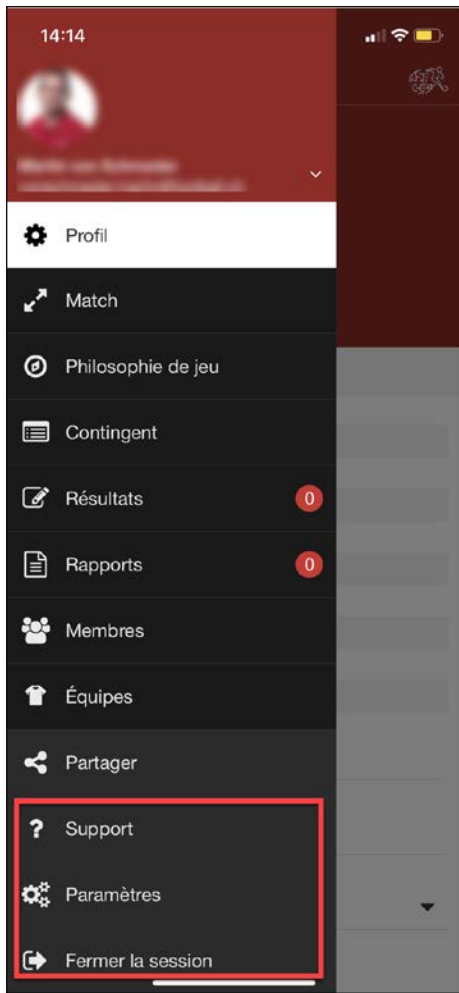 14:14
Profil
Match
Philosophie de jeu
Contingent
Résultats 0
Rapports 0
Membres
Équipes
Partager
? Support
Paramètres
Fermer la session